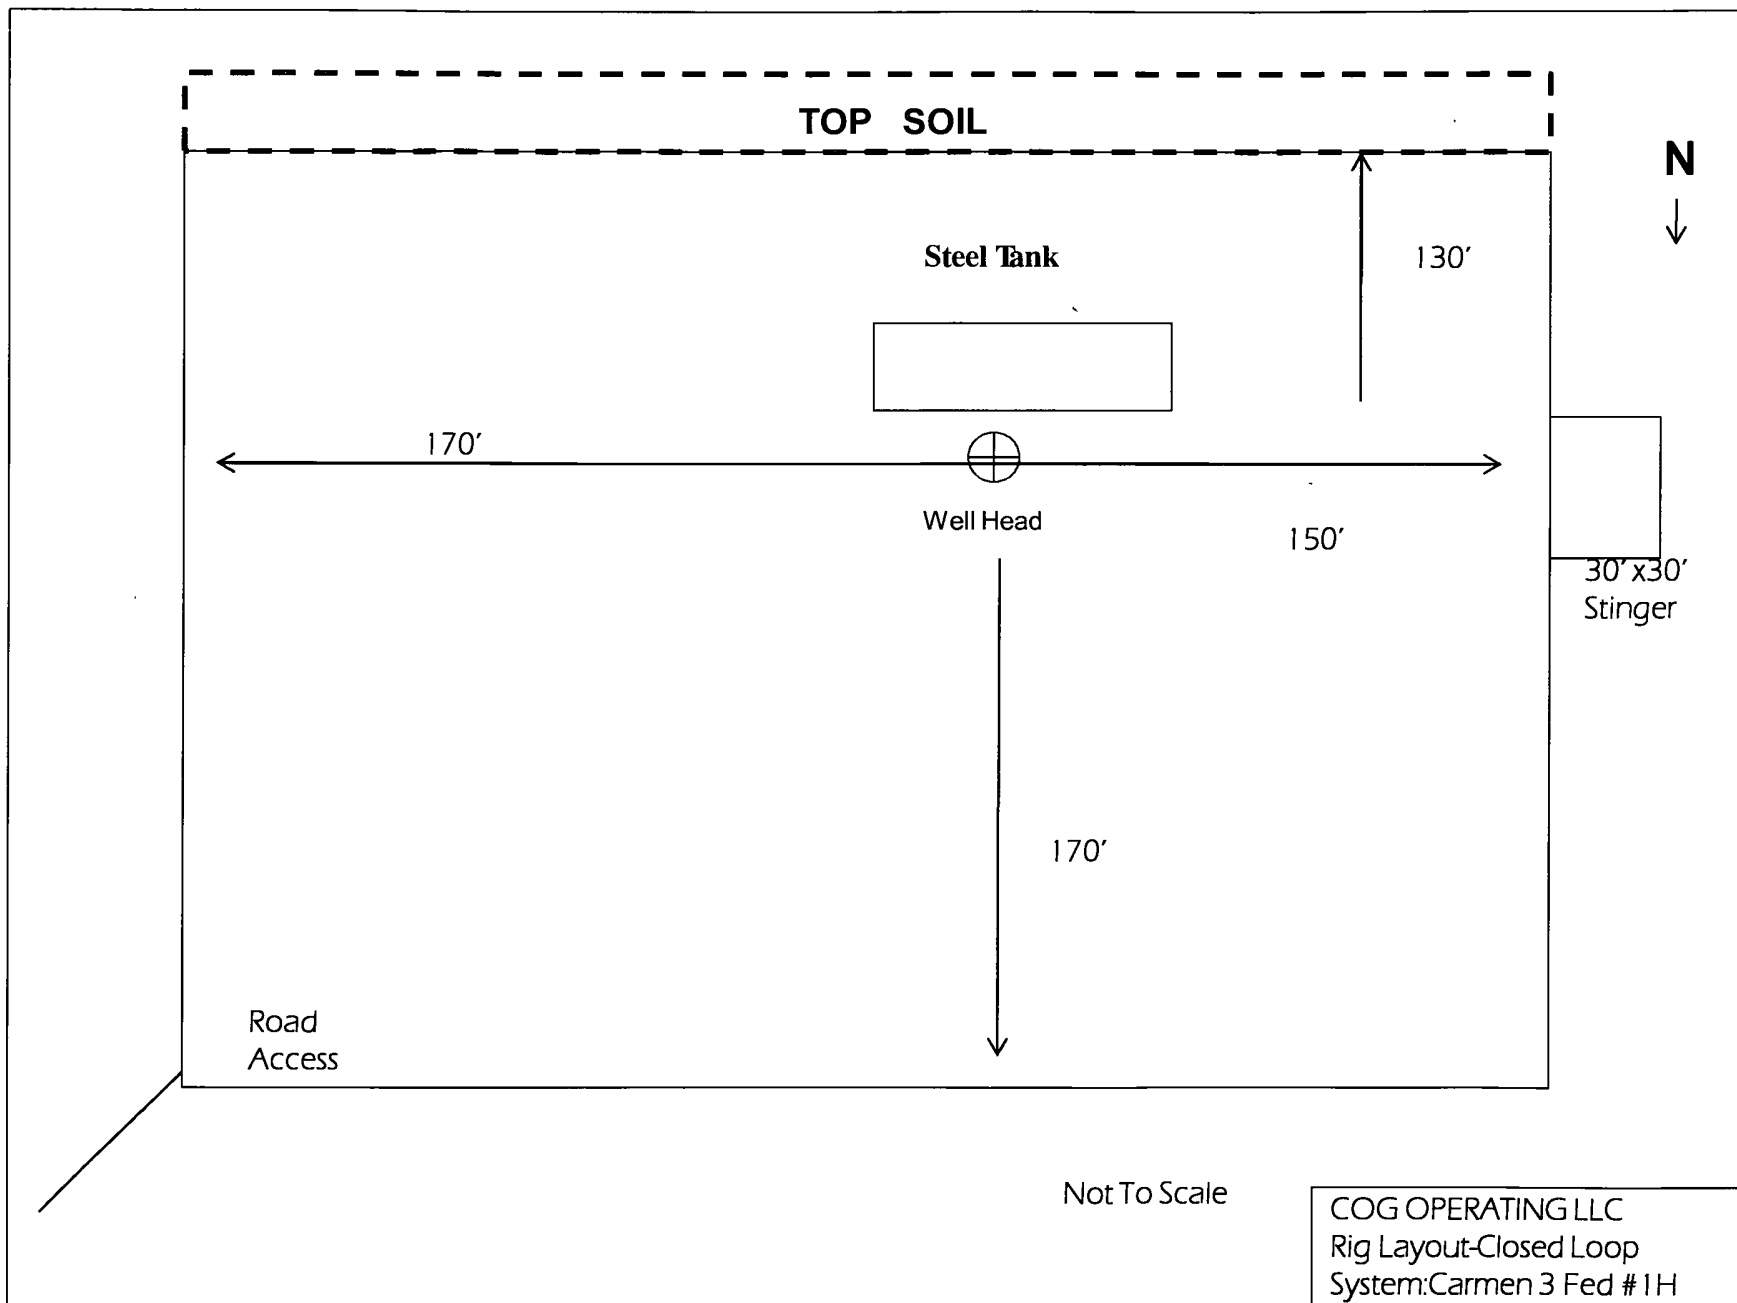 TOP SOIL
N
Steel Tank
130'
170'
Well Head
150'
30'x30'
Stinger
170'
Road
Access
Not To Scale
COG OPERATING LLC
Rig Layout-Closed Loop
System:Carmen 3 Fed #1H